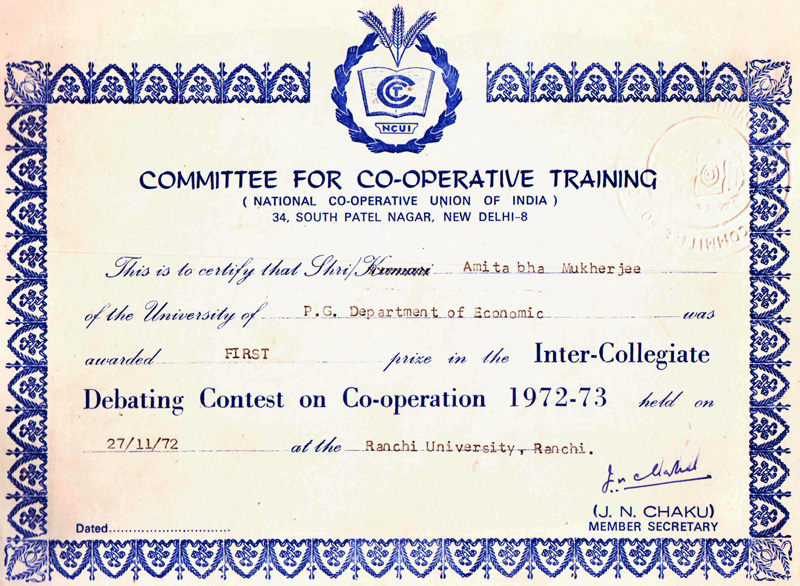 CCT
NCUI
COMMITTEE FOR CO-OPERATIVE TRAINING
( NATIONAL CO-OPERATIVE UNION OF INDIA )
34, SOUTH PATEL NAGAR, NEW DELHI-8
This is to certify that Shri/Kumari Amitabha Mukherjee
of the University of P.G. Department of Economic was
awarded FIRST prize in the Inter-Collegiate
Debating Contest on Co-operation 1972-73 held on
27/11/72 at the Ranchi University, Ranchi.
(J. N. CHAKU)
MEMBER SECRETARY
Dated..............................
COMMITTEE